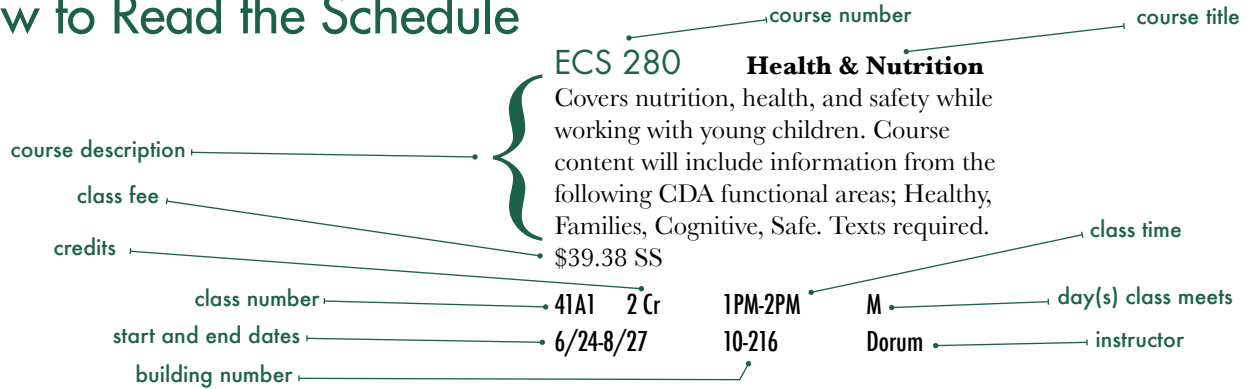 w to Read the Schedule
course number
course title
ECS 280 Health & Nutrition
Covers nutrition, health, and safety while
working with young children. Course
content will include information from the
following CDA functional areas; Healthy,
Families, Cognitive, Safe. Texts required.
$39.38 SS
course description
class fee
credits
class time
class number
41A1 2 Cr 1PM-2PM M
day(s) class meets
start and end dates
6/24-8/27 10-216 Dorum
instructor
building number